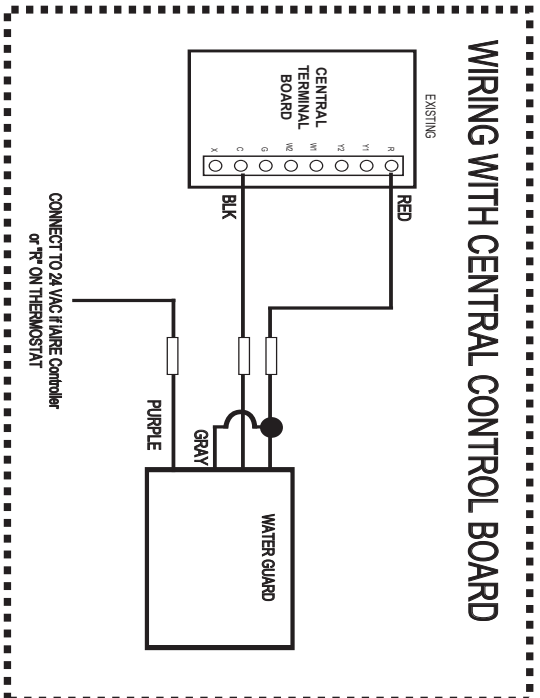 WIRING WITH CENTRAL CONTROL BOARD
EXISTING
CENTRAL
TERMINAL
BOARD
R
Y1
Y2
W1
W2
G
C
X
RED
BLK
GRAY
PURPLE
WATER GUARD
CONNECT TO 24 VAC if iAIRE Controller
or "R" ON THERMOSTAT